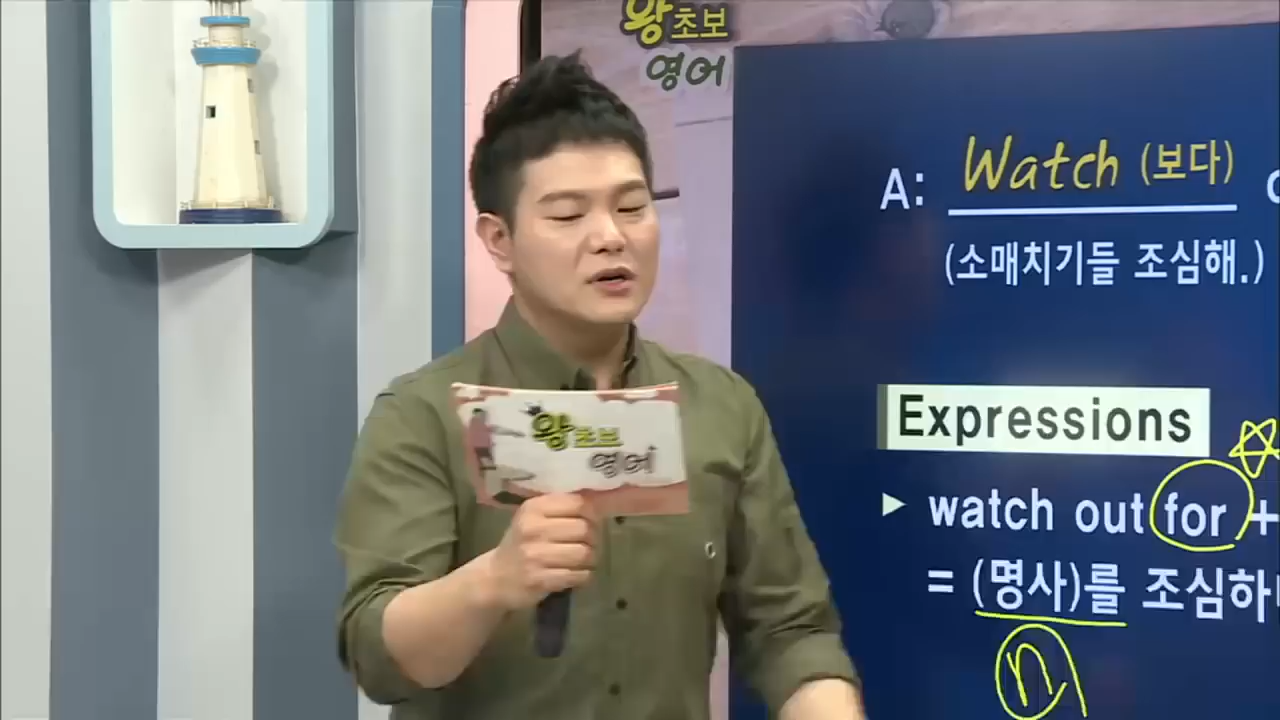 왕초보
영어
A: Watch (보다)
(소매치기들 조심해.)
Expressions
▶ watch out for +
= (명사)를 조심하
n
왕초보
영어